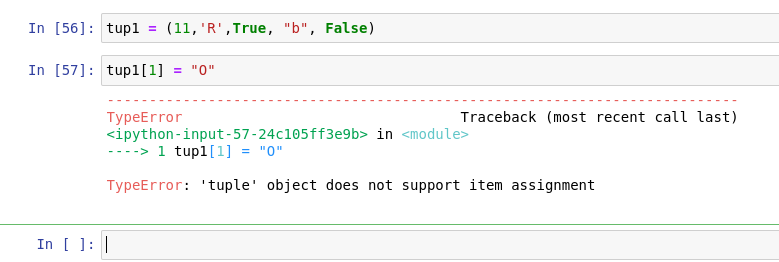 In [56]: tup1 = (11,'R',True, "b", False)
In [57]: tup1[1] = "O"
---------------------------------------------------------------------------
TypeError                                 Traceback (most recent call last)
<ipython-input-57-24c105ff3e9b> in <module>
----> 1 tup1[1] = "O"
TypeError: 'tuple' object does not support item assignment
In [ ]: